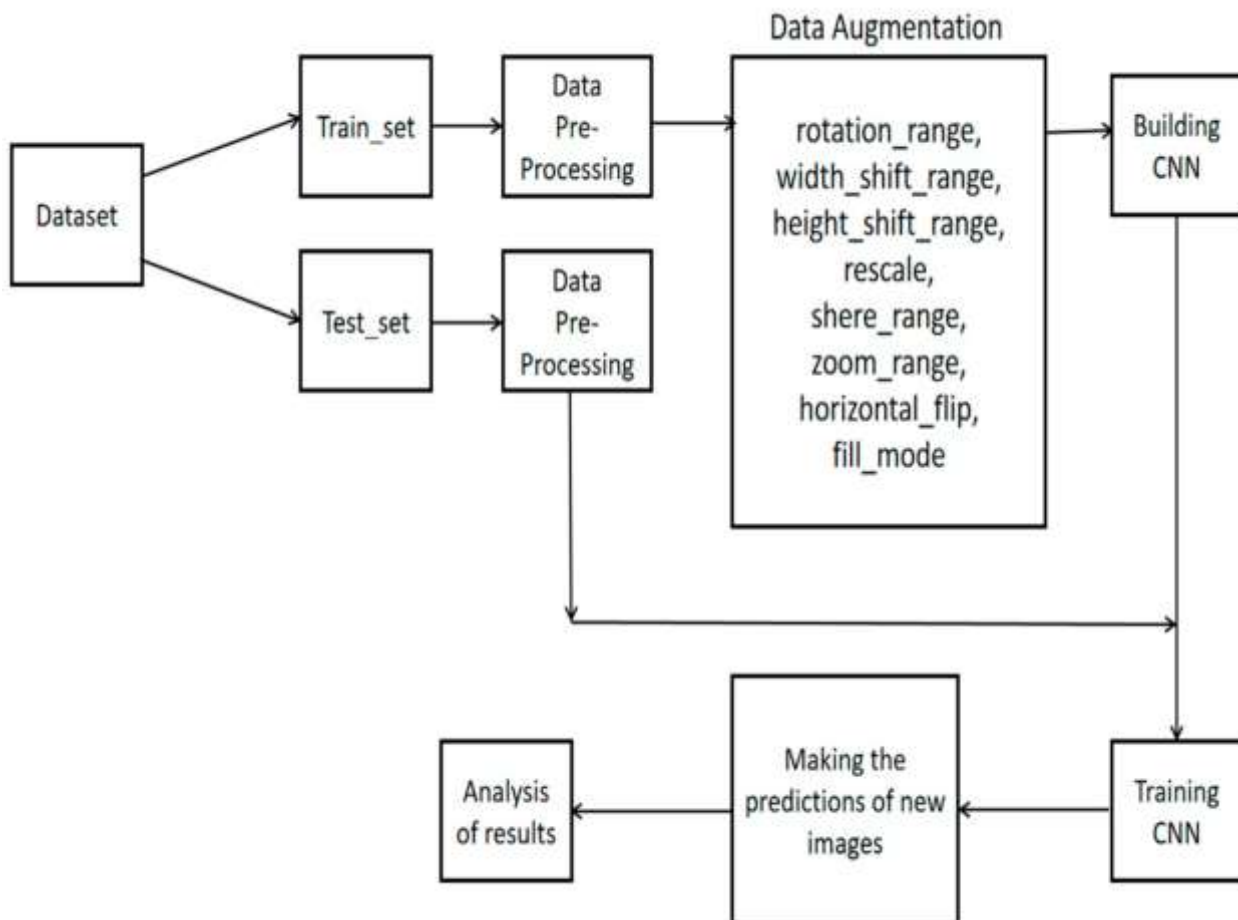 Data Augmentation
Dataset
Train_set
Data
Pre-
Processing
rotation_range,
width_shift_range,
height_shift_range,
rescale,
shere_range,
zoom_range,
horizontal_flip,
fill_mode
Building
CNN
Test_set
Data
Pre-
Processing
Training
CNN
Making the
predictions of new
images
Analysis
of results